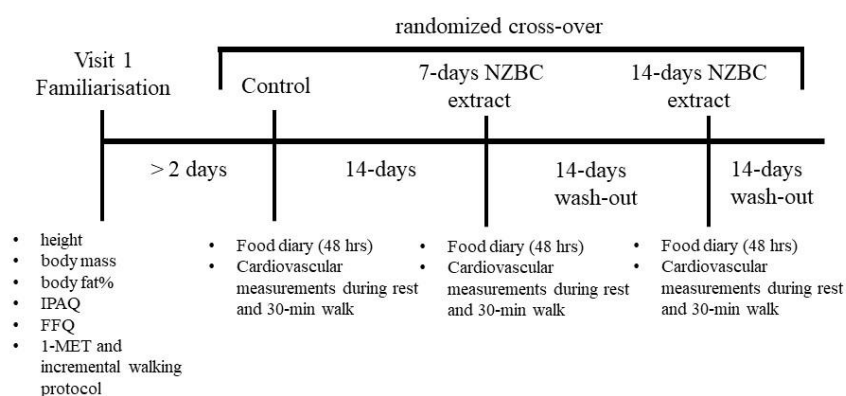 randomized cross-over
Visit 1
Familiarisation
Control
7-days NZBC
extract
14-days NZBC
extract
> 2 days
14-days
14-days
wash-out
14-days
wash-out
• height
• body mass
• body fat%
• IPAQ
• FFQ
• 1-MET and
incremental walking
protocol
• Food diary (48 hrs)
• Cardiovascular
measurements during rest
and 30-min walk
• Food diary (48 hrs)
• Cardiovascular
measurements during rest
and 30-min walk
• Food diary (48 hrs)
• Cardiovascular
measurements during rest
and 30-min walk